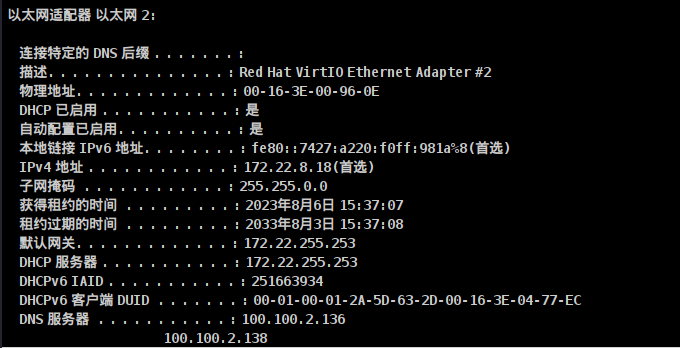 以太网适配器 以太网 2:
连接特定的 DNS 后缀 . . . . . . . :
描述. . . . . . . . . . . . . . . : Red Hat VirtIO Ethernet Adapter #2
物理地址. . . . . . . . . . . . . : 00-16-3E-00-96-0E
DHCP 已启用 . . . . . . . . . . . : 是
自动配置已启用. . . . . . . . . . : 是
本地链接 IPv6 地址. . . . . . . . : fe80::7427:a220:f0ff:981a%8(首选)
IPv4 地址 . . . . . . . . . . . . : 172.22.8.18(首选)
子网掩码 . . . . . . . . . . . . : 255.255.0.0
获得租约的时间 . . . . . . . . . : 2023年8月6日 15:37:07
租约过期的时间 . . . . . . . . . : 2033年8月3日 15:37:08
默认网关. . . . . . . . . . . . . : 172.22.255.253
DHCP 服务器 . . . . . . . . . . . : 172.22.255.253
DHCPv6 IAID . . . . . . . . . . . : 251663934
DHCPv6 客户端 DUID . . . . . . . : 00-01-00-01-2A-5D-63-2D-00-16-3E-04-77-EC
DNS 服务器 . . . . . . . . . . . : 100.100.2.136
100.100.2.138